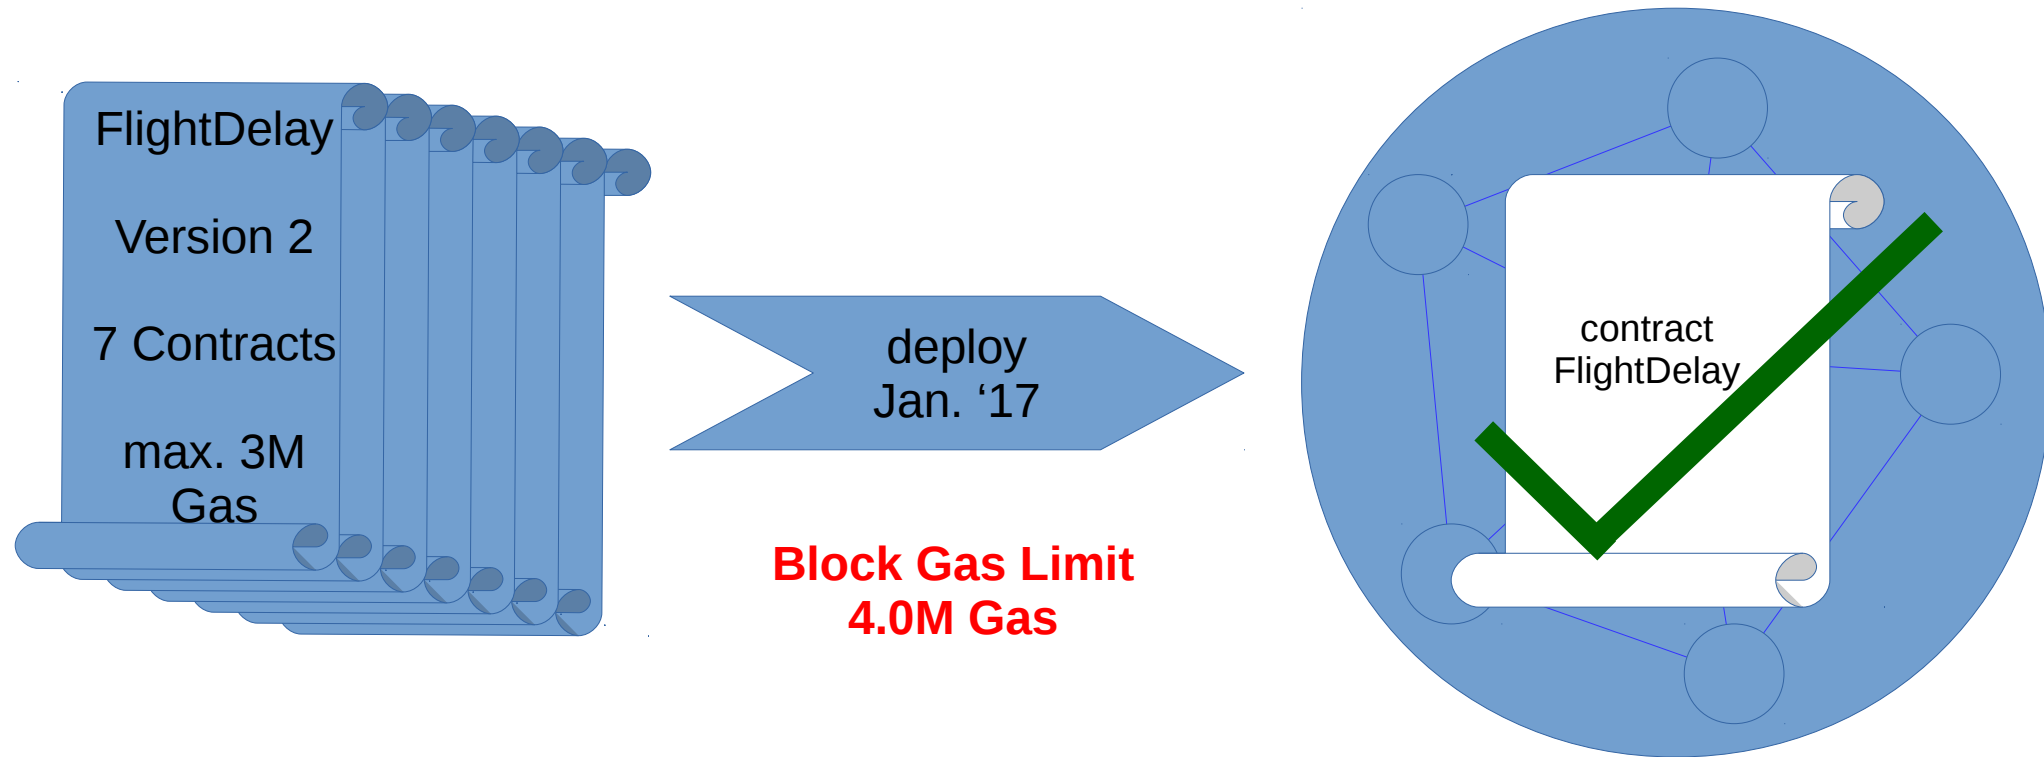 FlightDelay
Version 2
7 Contracts
max. 3M
Gas
deploy
Jan. ‘17
Block Gas Limit
4.0M Gas
contract
FlightDelay